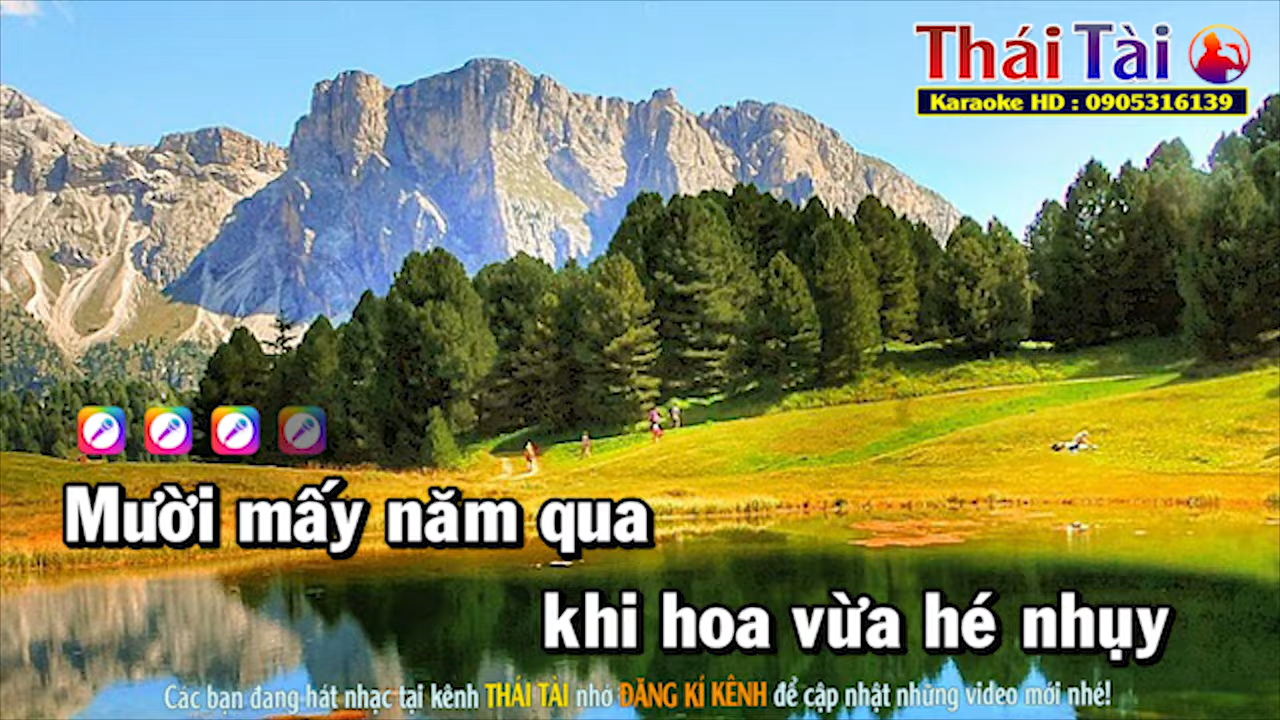 Thái Tài
Karaoke HD : 0905316139
Mười mấy năm qua
khi hoa vừa hé nhụy
Các bạn đang hát nhạc tại kênh THÁI TÀI nhớ ĐĂNG KÍ KÊNH để cập nhật những video mới nhé!